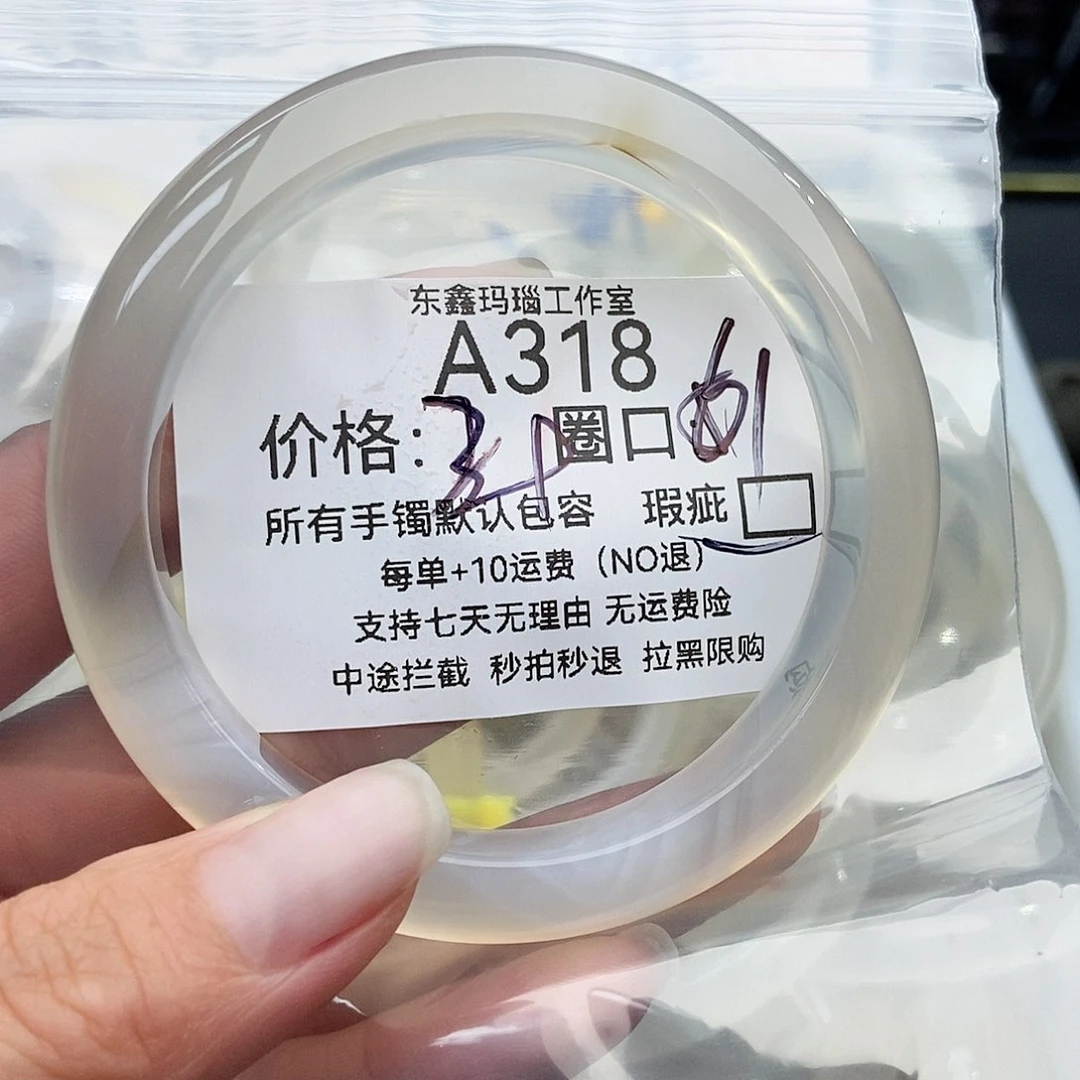 东鑫玛瑙工作室
A318
价格: 圈口 61
所有手镯默认包容 瑕疵
每单+10运费（NO退）
支持七天无理由 无运费险
中途拦截 秒拍秒退 拉黑限购